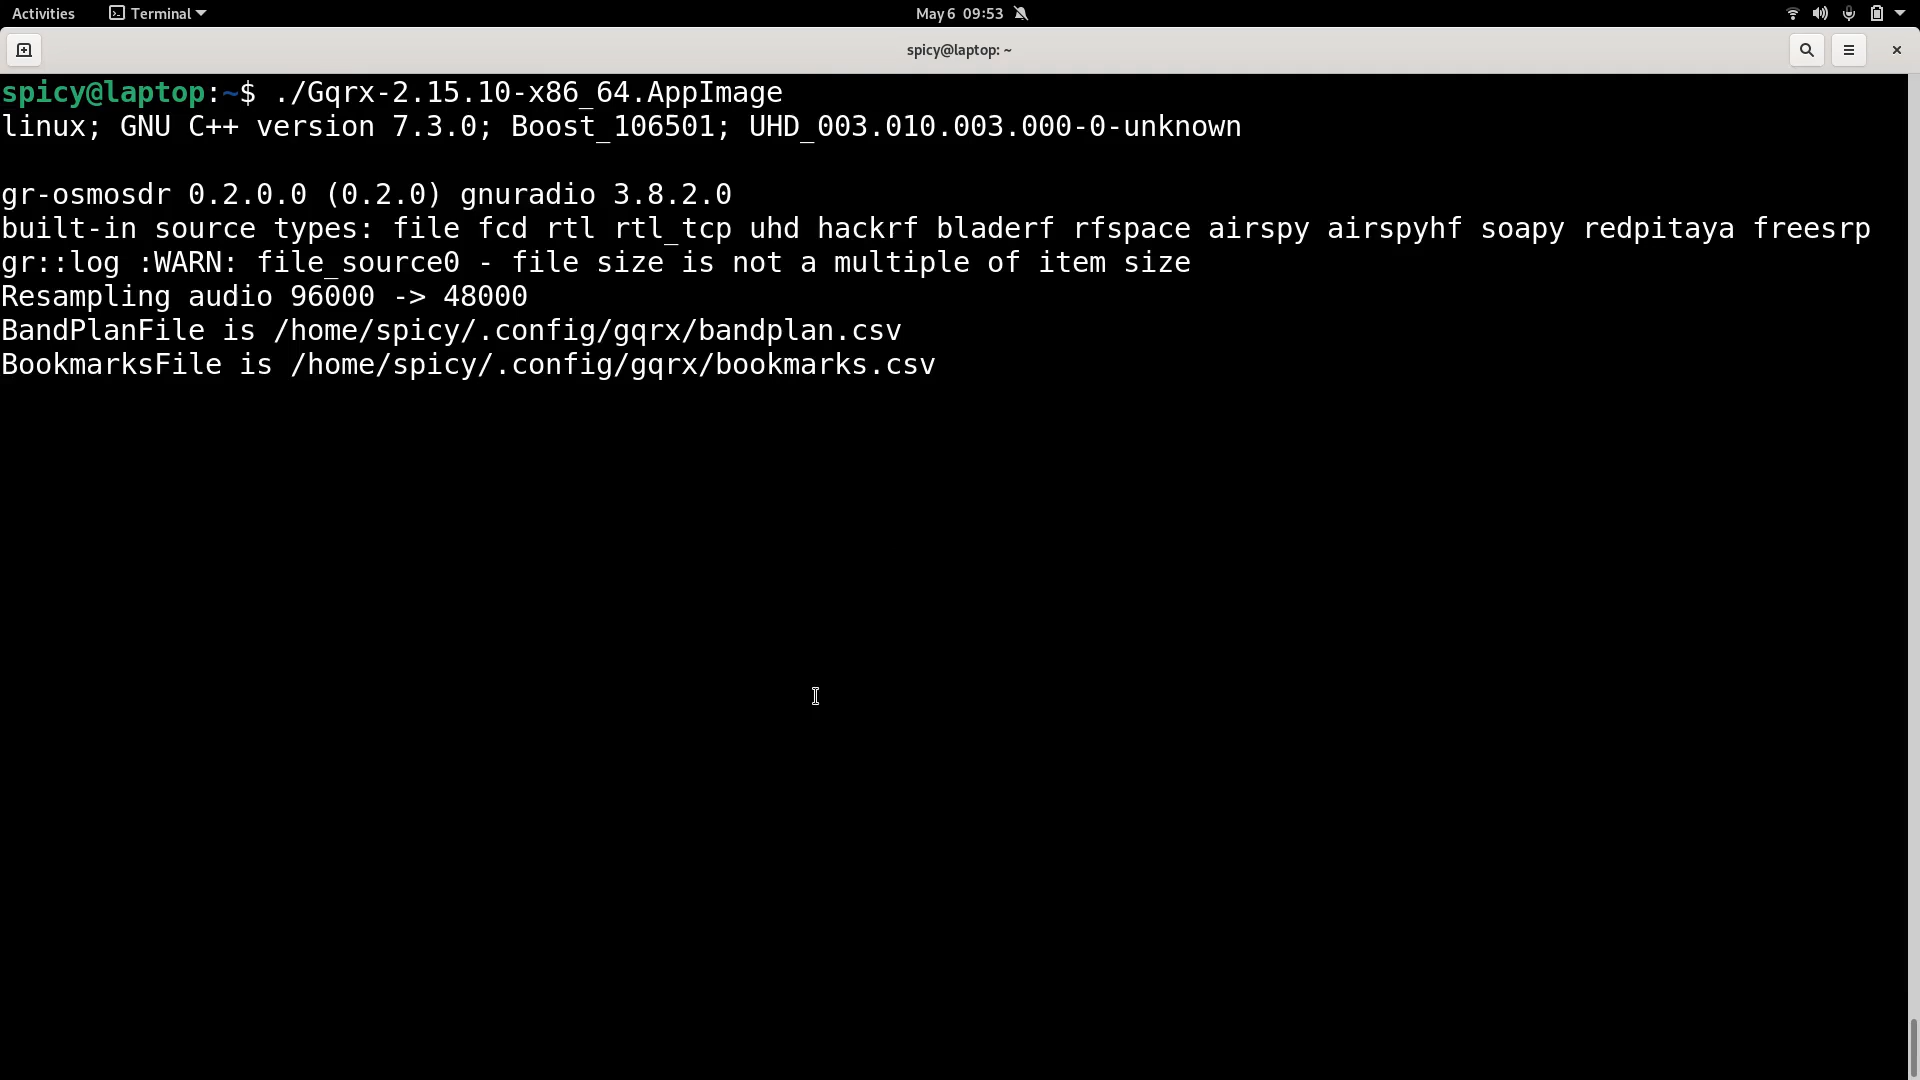 Activities Terminal May 6 09:53
spicy@laptop: ~
spicy@laptop:~$ ./Gqrx-2.15.10-x86_64.AppImage
linux; GNU C++ version 7.3.0; Boost_106501; UHD_003.010.003.000-0-unknown
gr-osmosdr 0.2.0.0 (0.2.0) gnuradio 3.8.2.0
built-in source types: file fcd rtl rtl_tcp uhd hackrf bladerf rfspace airspy airspyhf soapy redpitaya freesrp
gr::log :WARN: file_source0 - file size is not a multiple of item size
Resampling audio 96000 -> 48000
BandPlanFile is /home/spicy/.config/gqrx/bandplan.csv
BookmarksFile is /home/spicy/.config/gqrx/bookmarks.csv